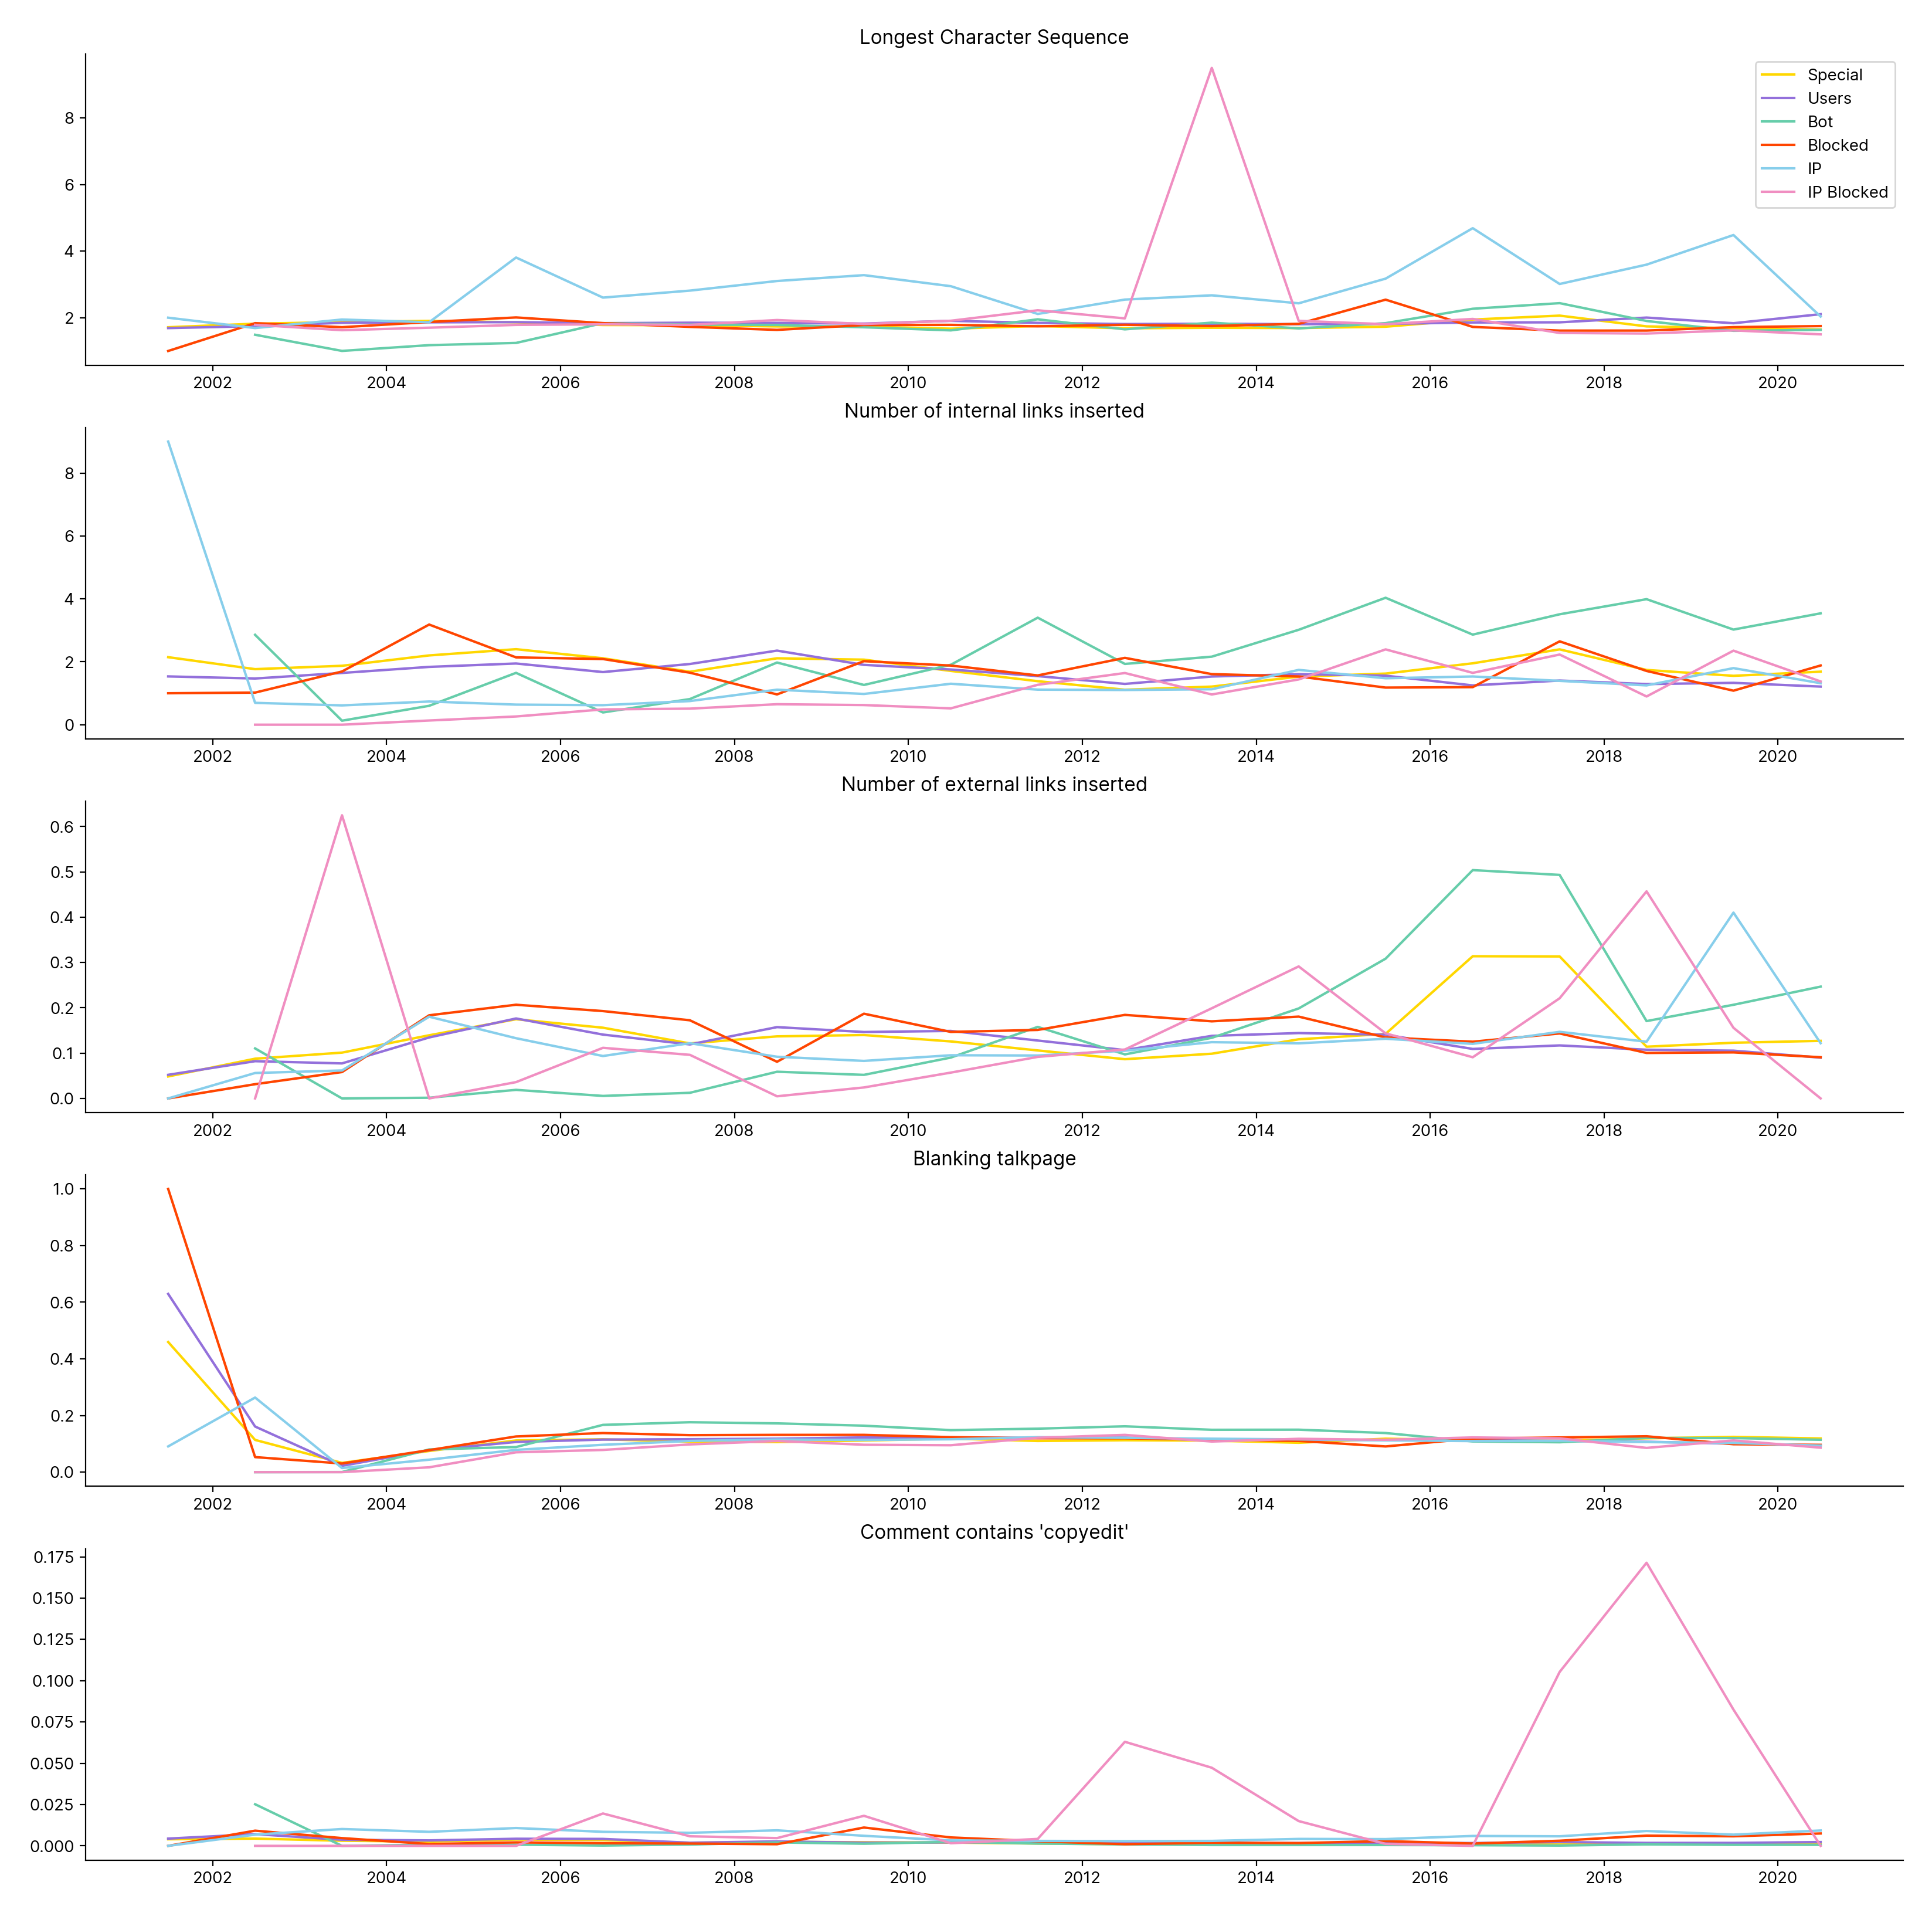 Longest Character Sequence
8
6
4
2
Special
Users
Bot
Blocked
IP
IP Blocked
2002 2004 2006 2008 2010 2012 2014 2016 2018 2020
Number of internal links inserted
8
6
4
2
0
2002 2004 2006 2008 2010 2012 2014 2016 2018 2020
Number of external links inserted
0.6
0.5
0.4
0.3
0.2
0.1
0.0
2002 2004 2006 2008 2010 2012 2014 2016 2018 2020
Blanking talkpage
1.0
0.8
0.6
0.4
0.2
0.0
2002 2004 2006 2008 2010 2012 2014 2016 2018 2020
Comment contains 'copyedit'
0.175
0.150
0.125
0.100
0.075
0.050
0.025
0.000
2002 2004 2006 2008 2010 2012 2014 2016 2018 2020